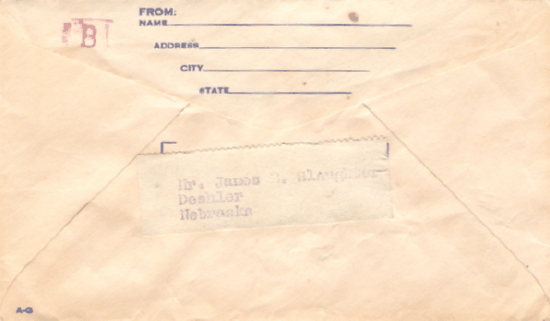 FROM:
NAME
B
ADDRESS
CITY
STATE
Mr. James
Deshler
Nebraska
A-G